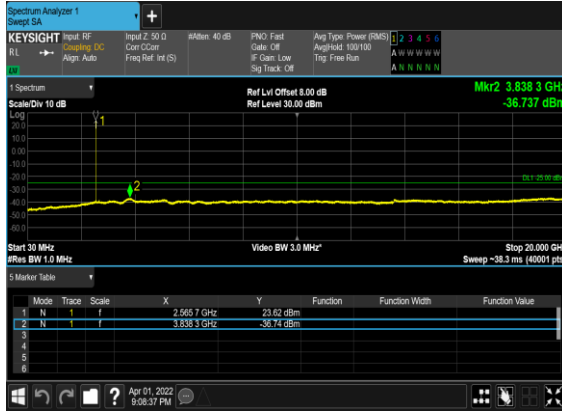 Spectrum Analyzer 1
Swept SA
KEYSIGHT Input: RF Input Z: 50 Ω #Atten: 40 dB PNO: Fast Avg Type: Power (RMS) 1 2 3 4 5 6
RL Coupling: DC Corr CCorr Gate: Off Avg|Hold: 100/100 A W W W W W
Align: Auto Freq Ref: Int (S) IF Gain: Low Trig: Free Run
Sig Track: Off A N N N N N
1 Spectrum Ref Lvl Offset 8.00 dB Mkr2 3.838 3 GHz
Scale/Div 10 dB Ref Level 30.00 dBm -36.737 dBm
Log
20.0
10.0
0.00
-10.0
-20.0
-30.0
-40.0
-50.0
-60.0
1
2
DL1 -25.00 dBm
Start 30 MHz Video BW 3.0 MHz* Stop 20.000 GHz
#Res BW 1.0 MHz Sweep ~38.3 ms (40001 pts)
5 Marker Table
Mode Trace Scale X Y Function Function Width Function Value
1 N 1 f 2.565 7 GHz 23.62 dBm
2 N 1 f 3.838 3 GHz -36.74 dBm
3
4
5
6
? Apr 01, 2022
9:08:37 PM